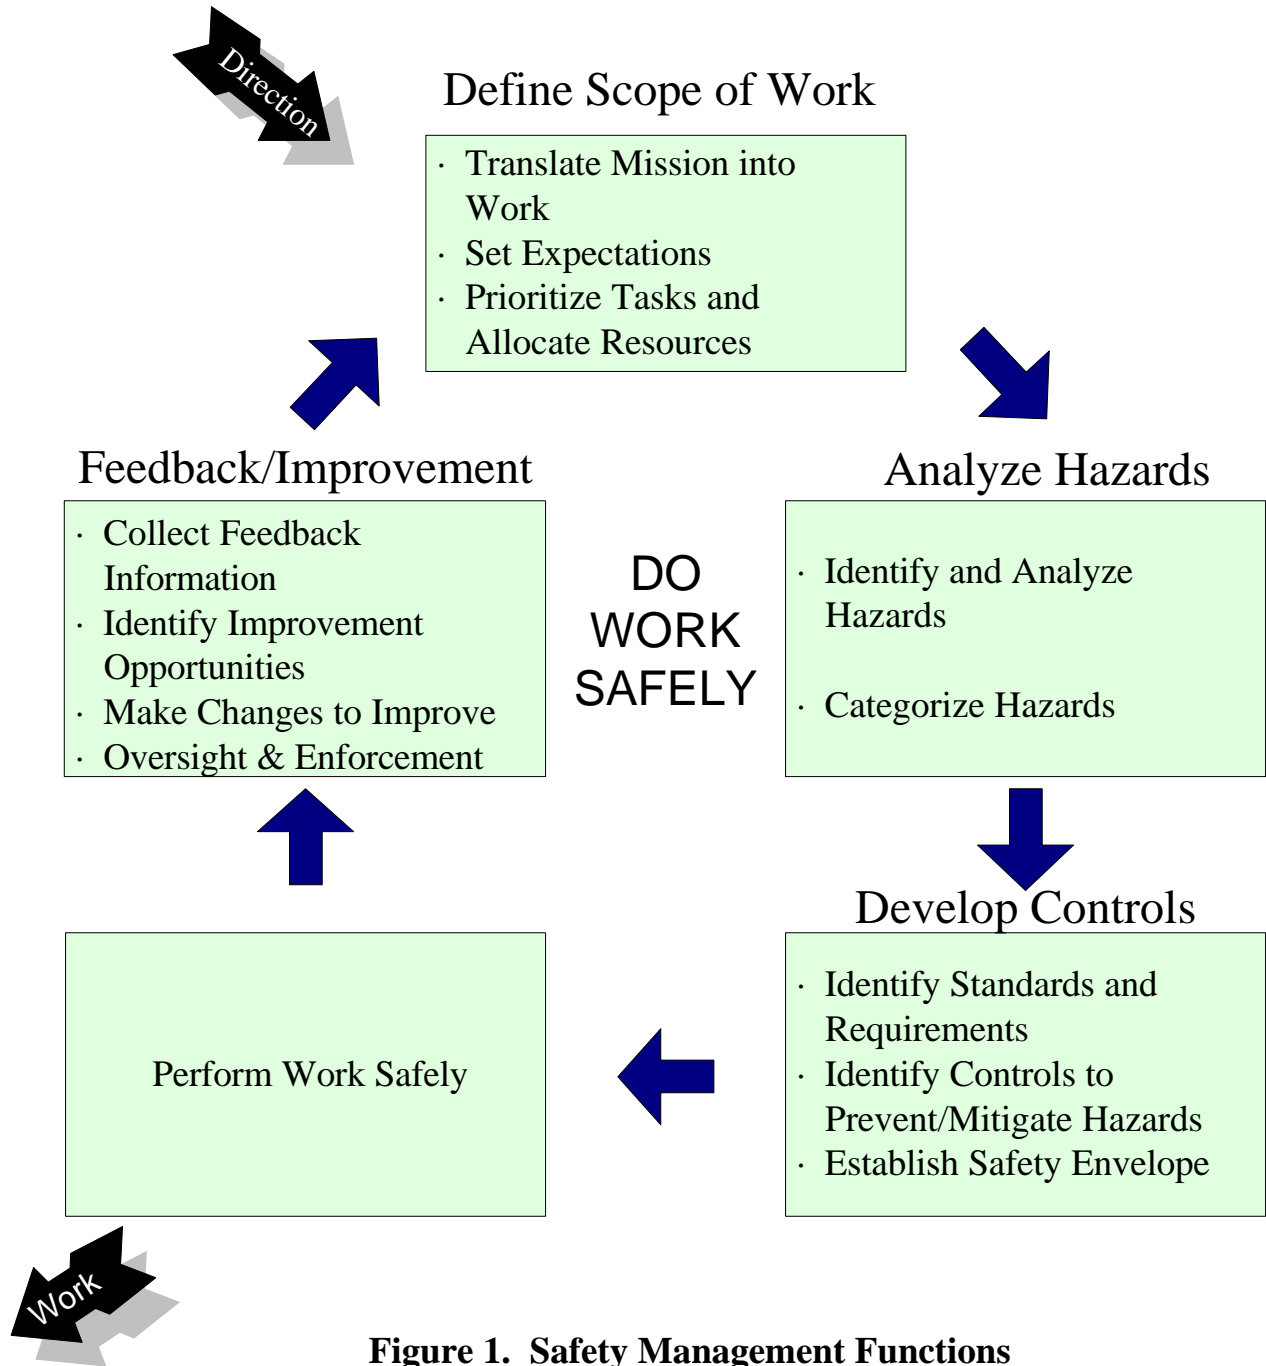 Direction
Define Scope of Work
· Translate Mission into
Work
· Set Expectations
· Prioritize Tasks and
Allocate Resources
Feedback/Improvement
· Collect Feedback
Information
· Identify Improvement
Opportunities
· Make Changes to Improve
· Oversight & Enforcement
DO
WORK
SAFELY
Analyze Hazards
· Identify and Analyze
Hazards
· Categorize Hazards
Develop Controls
· Identify Standards and
Requirements
· Identify Controls to
Prevent/Mitigate Hazards
· Establish Safety Envelope
Perform Work Safely
Work
Figure 1. Safety Management Functions